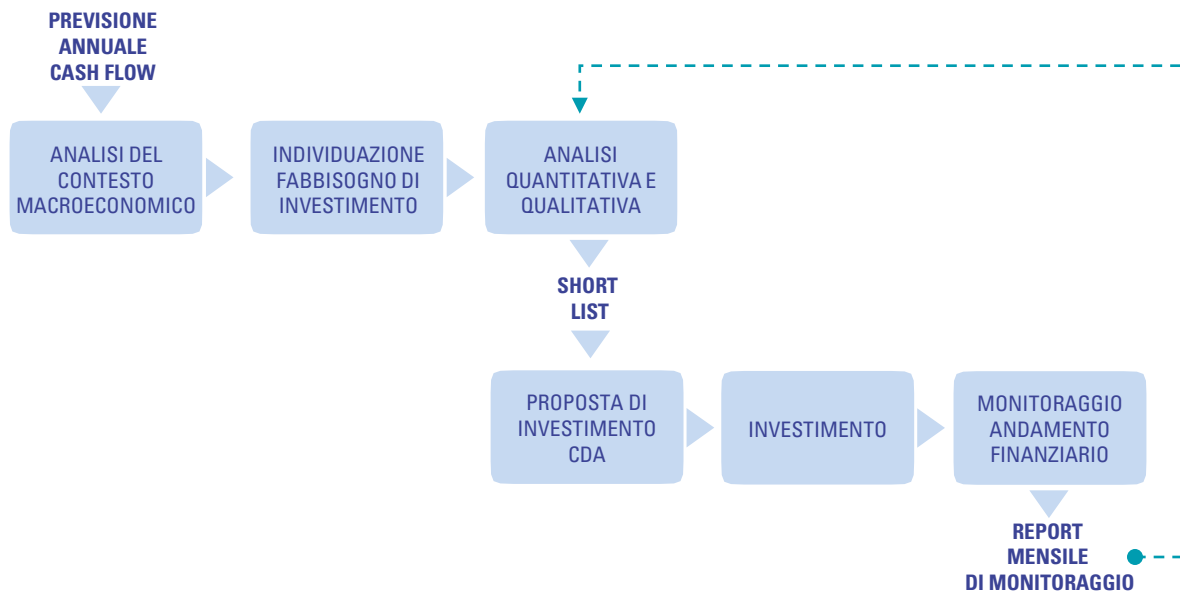 PREVISIONE
ANNUALE
CASH FLOW
ANALISI DEL
CONTESTO
MACROECONOMICO
INDIVIDUAZIONE
FABBISOGNO DI
INVESTIMENTO
ANALISI
QUANTITATIVA E
QUALITATIVA
SHORT
LIST
PROPOSTA DI
INVESTIMENTO
CDA
INVESTIMENTO
MONITORAGGIO
ANDAMENTO
FINANZIARIO
REPORT
MENSILE
DI MONITORAGGIO